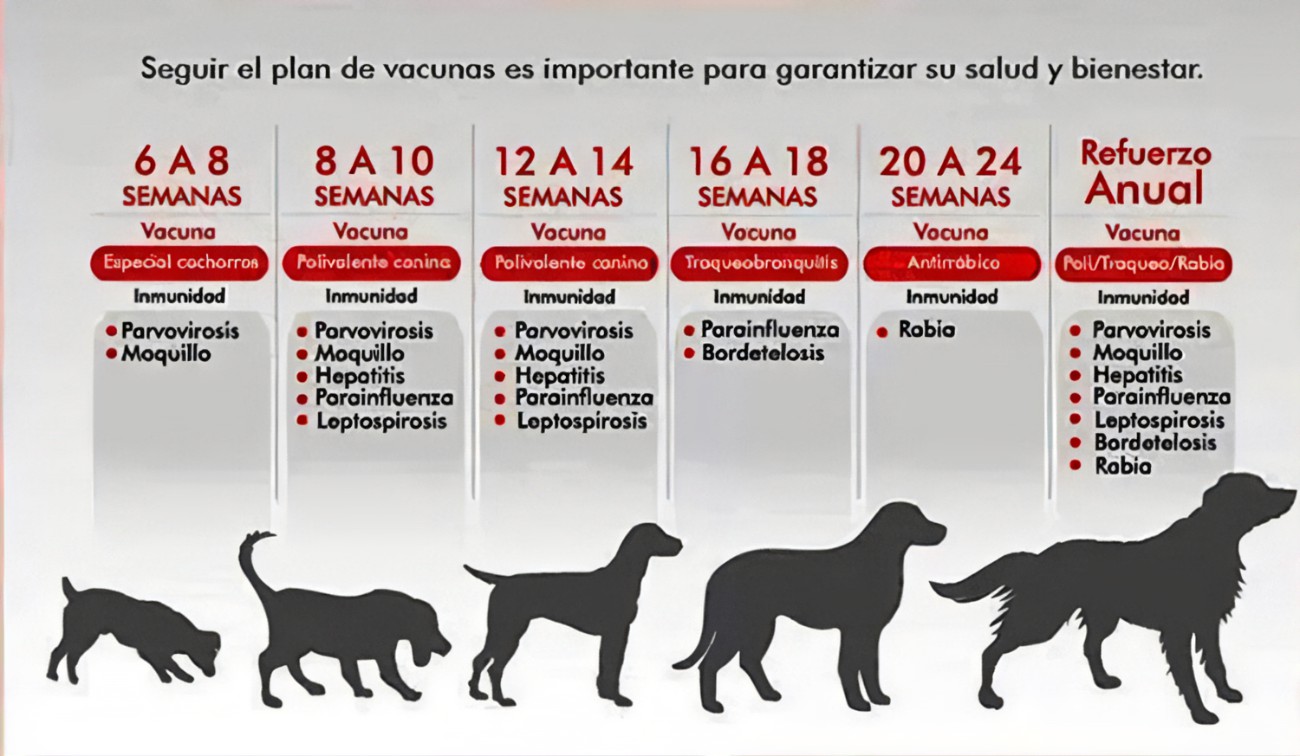 Seguir el plan de vacunas es importante para garantizar su salud y bienestar.
6 A 8
SEMANAS
Vacuna
Especial cachorros
Inmunidad
Parvovirosis
Moquillo
8 A 10
SEMANAS
Vacuna
Polivalente canina
Inmunidad
Parvovirosis
Moquillo
Hepatitis
Parainfluenza
Leptospirosis
12 A 14
SEMANAS
Vacuna
Polivalente canina
Inmunidad
Parvovirosis
Moquillo
Hepatitis
Parainfluenza
Leptospirosis
16 A 18
SEMANAS
Vacuna
Traqueobronquitis
Inmunidad
Parainfluenza
Bordetelosis
20 A 24
SEMANAS
Vacuna
Antirrábica
Inmunidad
Rabia
Refuerzo
Anual
Vacuna
Poli/Traqueo/Rabia
Inmunidad
Parvovirosis
Moquillo
Hepatitis
Parainfluenza
Leptospirosis
Bordetelosis
Rabia